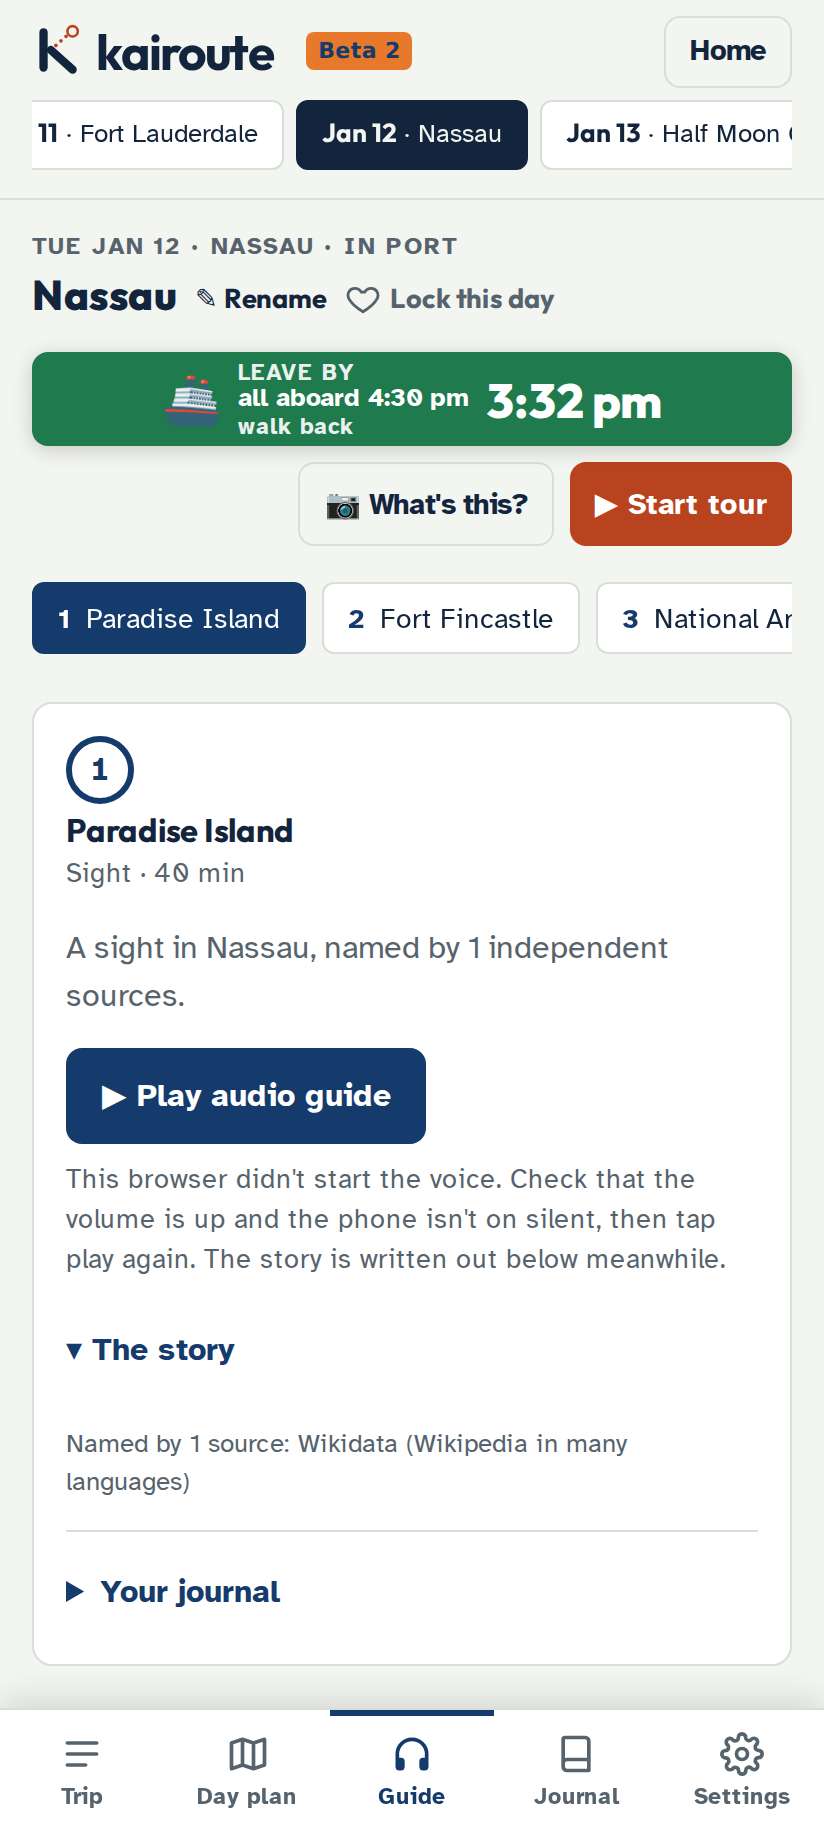 kairoute
Beta 2
Home
11 · Fort Lauderdale
Jan 12 · Nassau
Jan 13 · Half Moon
TUE JAN 12 · NASSAU · IN PORT
Nassau
✎ Rename
Lock this day
LEAVE BY
all aboard 4:30 pm
walk back
3:32 pm
What's this?
▶ Start tour
1 Paradise Island
2 Fort Fincastle
3 National
1
Paradise Island
Sight · 40 min
A sight in Nassau, named by 1 independent
sources.
▶ Play audio guide
This browser didn't start the voice. Check that the
volume is up and the phone isn't on silent, then tap
play again. The story is written out below meanwhile.
▼ The story
Named by 1 source: Wikidata (Wikipedia in many
languages)
▶ Your journal
Trip
Day plan
Guide
Journal
Settings